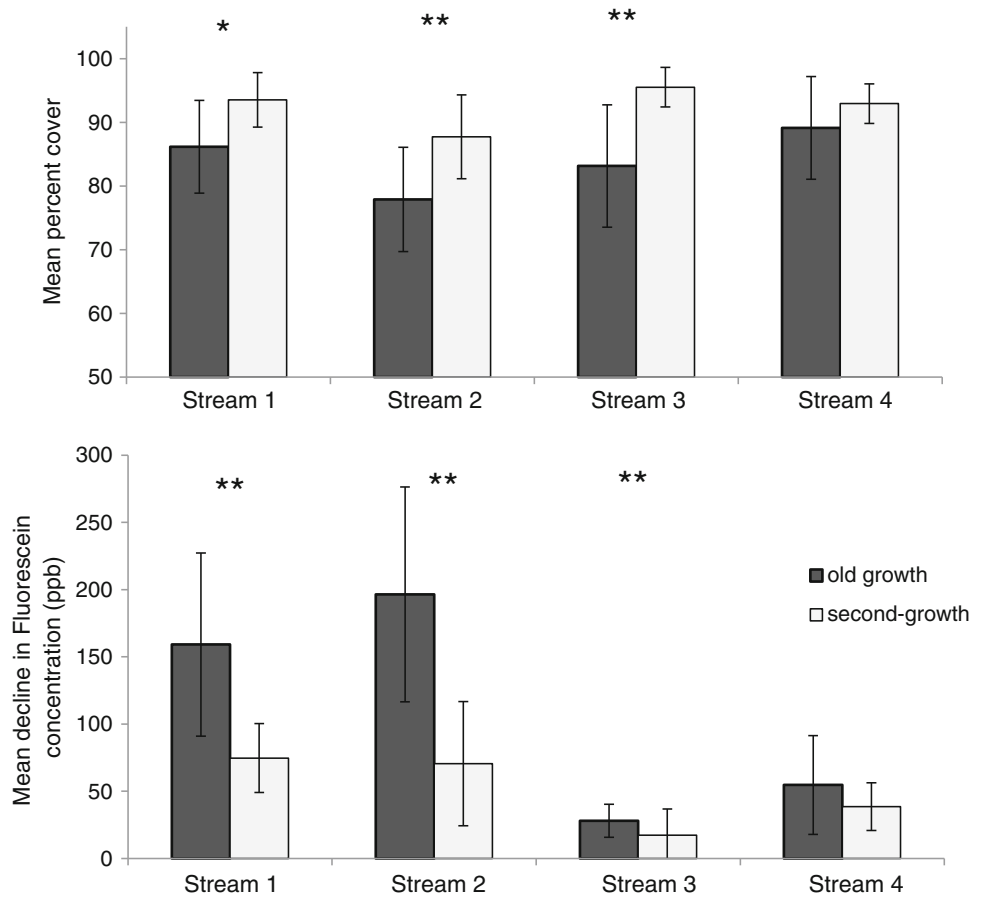 * ** **
100
90
80
70
60
50
Mean percent cover
Stream 1 Stream 2 Stream 3 Stream 4
300
250
200
150
100
50
0
Mean decline in Fluorescein
concentration (ppb)
** ** **
old growth
second-growth
Stream 1 Stream 2 Stream 3 Stream 4